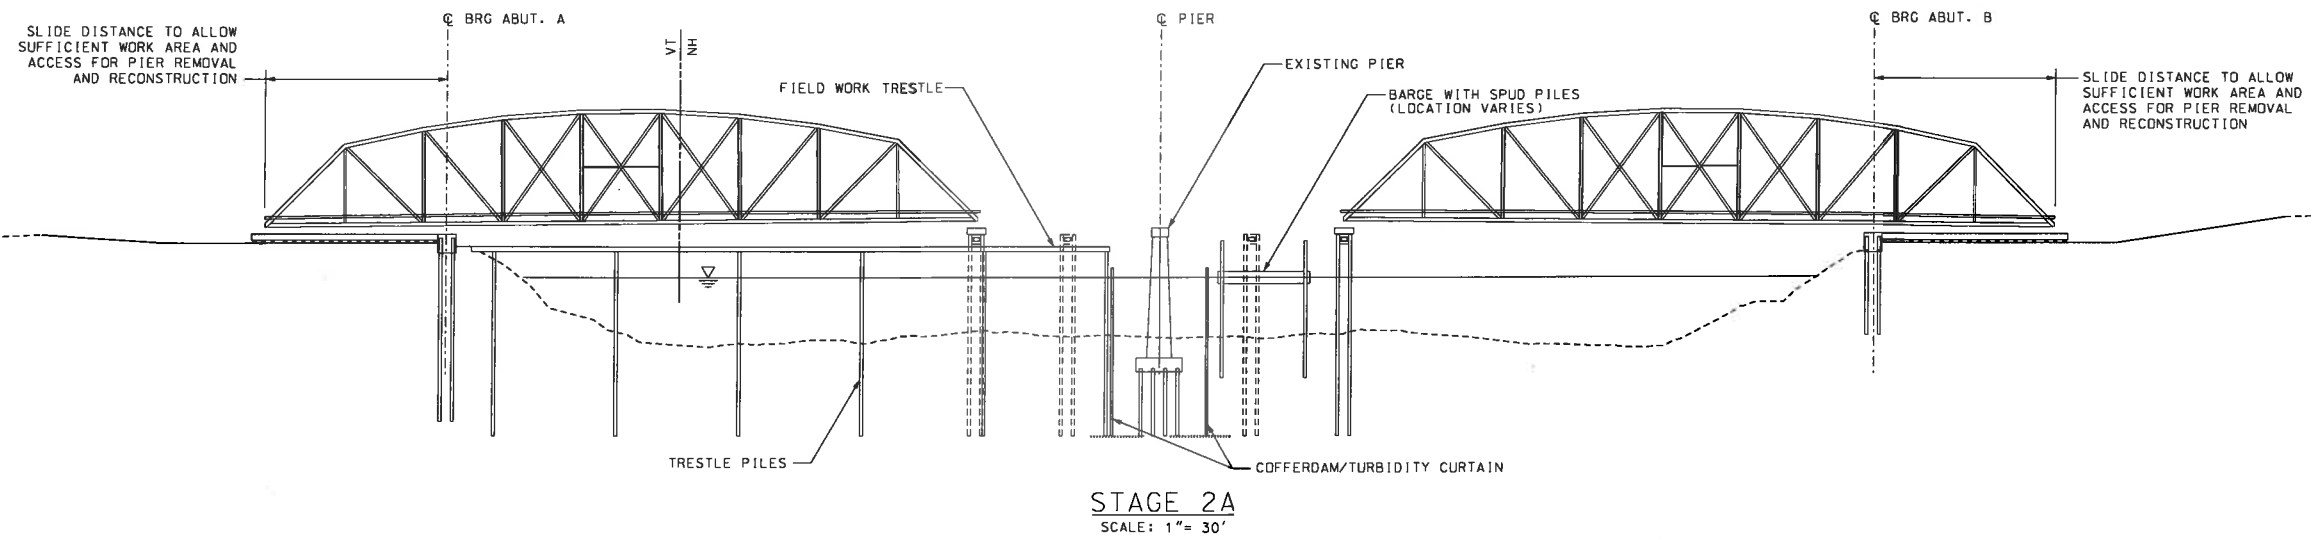 ℄ BRG ABUT. A
℄ PIER
℄ BRG ABUT. B
SLIDE DISTANCE TO ALLOW
SUFFICIENT WORK AREA AND
ACCESS FOR PIER REMOVAL
AND RECONSTRUCTION
VT
NH
FIELD WORK TRESTLE
EXISTING PIER
BARGE WITH SPUD PILES
(LOCATION VARIES)
SLIDE DISTANCE TO ALLOW
SUFFICIENT WORK AREA AND
ACCESS FOR PIER REMOVAL
AND RECONSTRUCTION
TRESTLE PILES
COFFERDAM/TURBIDITY CURTAIN
STAGE 2A
SCALE: 1"= 30'